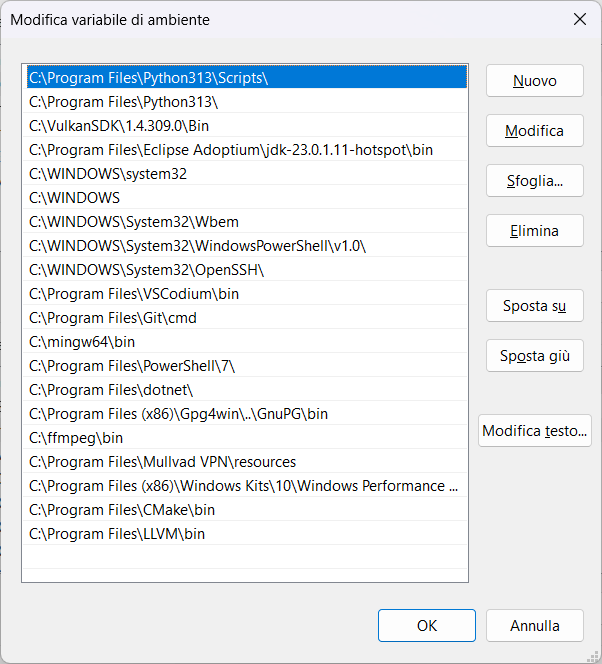 Modifica variabile di ambiente
C:\Program Files\Python313\Scripts\
C:\Program Files\Python313\
C:\VulkanSDK\1.4.309.0\Bin
C:\Program Files\Eclipse Adoptium\jdk-23.0.1.11-hotspot\bin
C:\WINDOWS\system32
C:\WINDOWS
C:\WINDOWS\System32\Wbem
C:\WINDOWS\System32\WindowsPowerShell\v1.0\
C:\WINDOWS\System32\OpenSSH\
C:\Program Files\VSCodium\bin
C:\Program Files\Git\cmd
C:\mingw64\bin
C:\Program Files\PowerShell\7\
C:\Program Files\dotnet\
C:\Program Files (x86)\Gpg4win\..\GnuPG\bin
C:\ffmpeg\bin
C:\Program Files\Mullvad VPN\resources
C:\Program Files (x86)\Windows Kits\10\Windows Performance ...
C:\Program Files\CMake\bin
C:\Program Files\LLVM\bin
Nuovo
Modifica
Sfoglia...
Elimina
Sposta su
Sposta giù
Modifica testo...
OK
Annulla